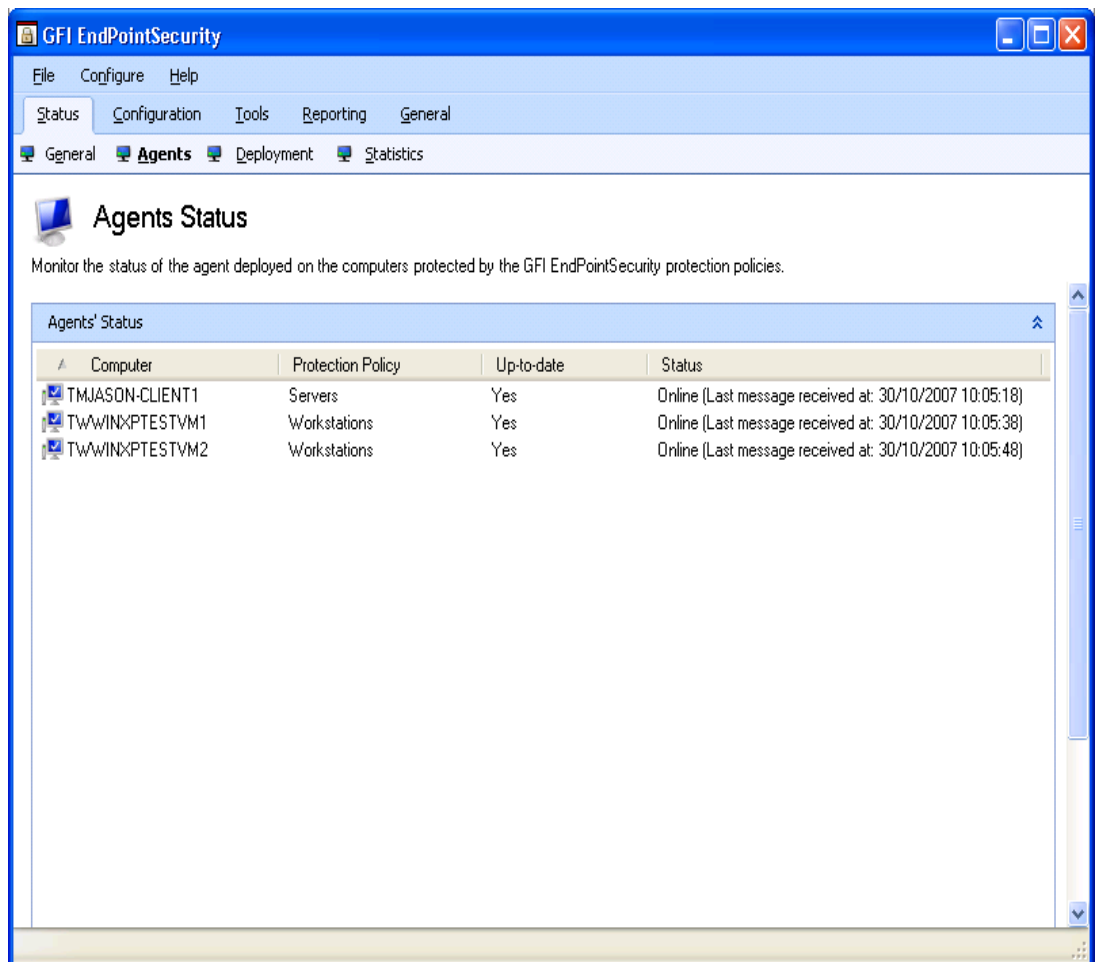 GFI EndPointSecurity
File Configure Help
Status Configuration Tools Reporting General
General Agents Deployment Statistics
Agents Status
Monitor the status of the agent deployed on the computers protected by the GFI EndPointSecurity protection policies.
Agents' Status
Computer Protection Policy Up-to-date Status
TMJASON-CLIENT1 Servers Yes Online (Last message received at: 30/10/2007 10:05:18)
TWWINXPTESTVM1 Workstations Yes Online (Last message received at: 30/10/2007 10:05:38)
TWWINXPTESTVM2 Workstations Yes Online (Last message received at: 30/10/2007 10:05:48)